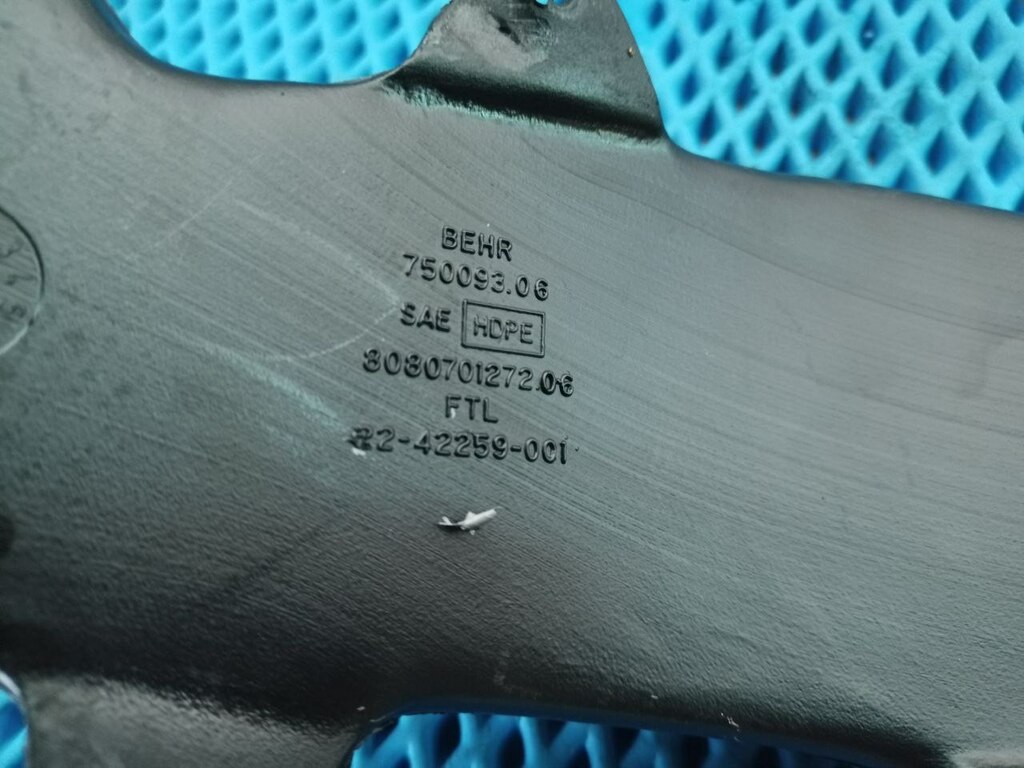 BEHR
750093.06
SAE HDPE
8080701272.06
FTL
22-42259-001